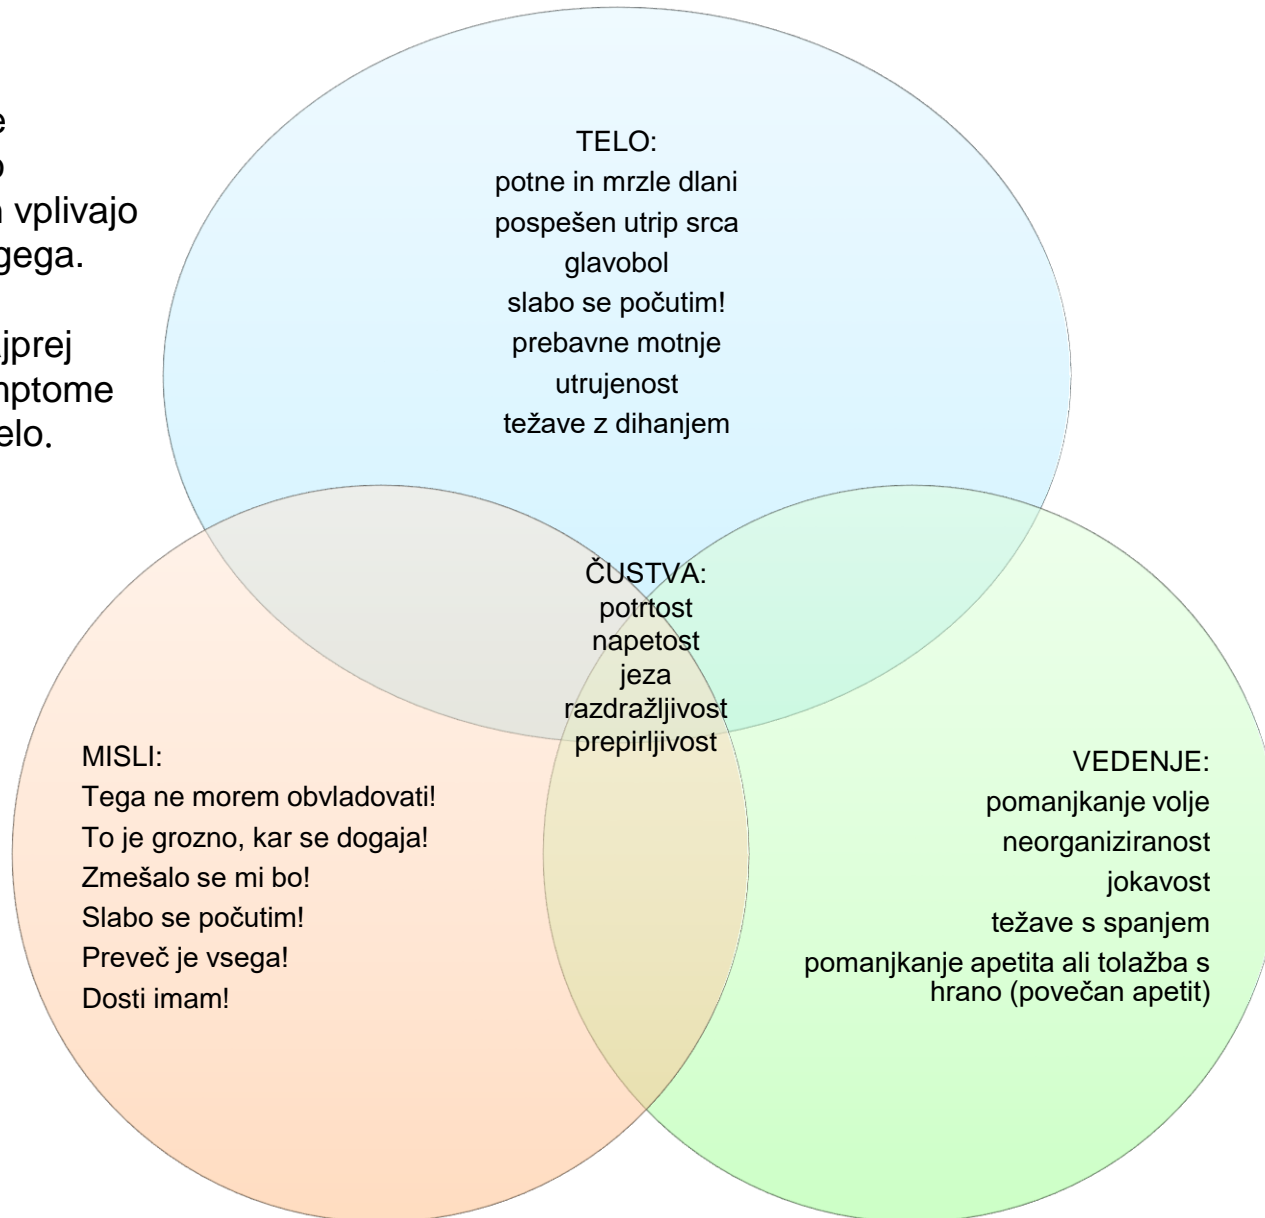 vplivajo
TELO:
potne in mrzle dlani
pospešen utrip srca
glavobol
slabo se počutim!
prebavne motnje
utrujenost
težave z dihanjem
ČUSTVA:
potrtost
napetost
jeza
razdražljivost
prepirljivost
MISLI:
Tega ne morem obvladovati!
To je grozno, kar se dogaja!
Zmešalo se mi bo!
Slabo se počutim!
Preveč je vsega!
Dosti imam!
VEDENJE:
pomanjkanje volje
neorganiziranost
jokavost
težave s spanjem
pomanjkanje apetita ali tolažba s
hrano (povečan apetit)